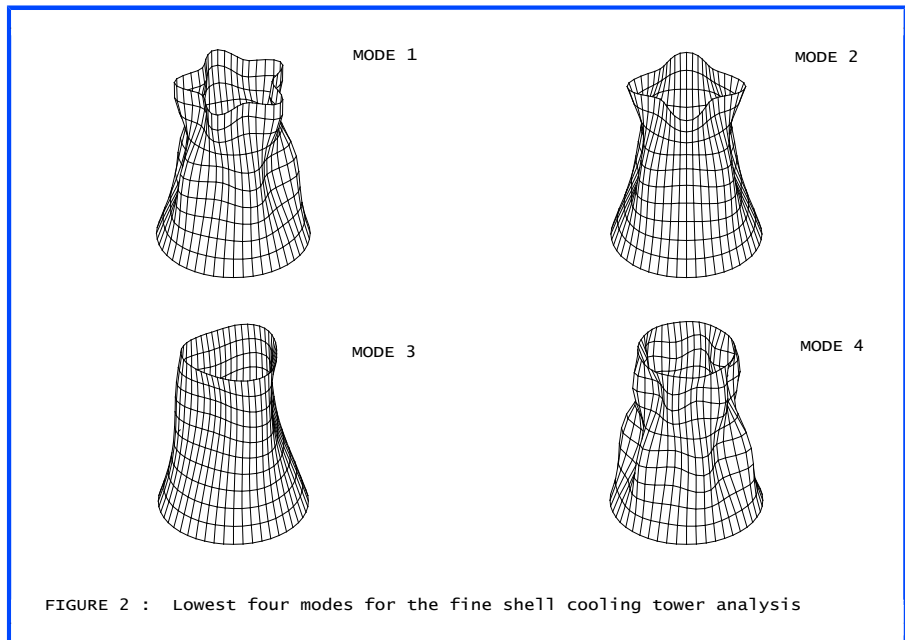 MODE 1
MODE 2
MODE 3
MODE 4
FIGURE 2 : Lowest four modes for the fine shell cooling tower analysis